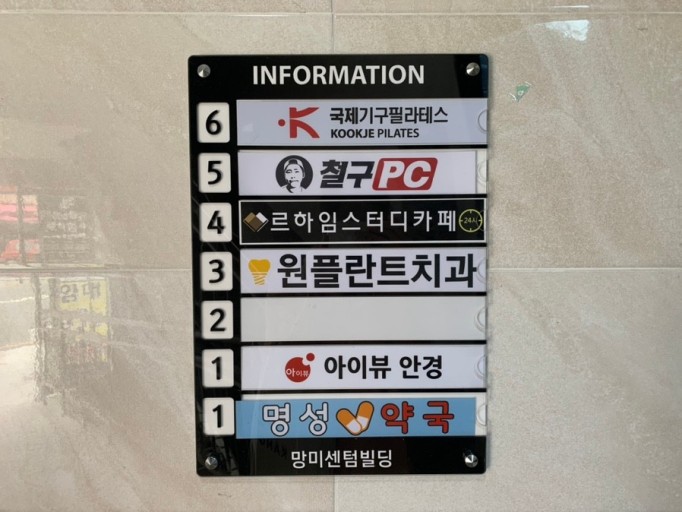 INFORMATION
6 국제기구필라테스
KOOKJE PILATES
5 철구PC
4 르하임스터디카페 24시
3 원플란트치과
2
1 아이뷰 아이뷰 안경
1 명성약국
망미센텀빌딩